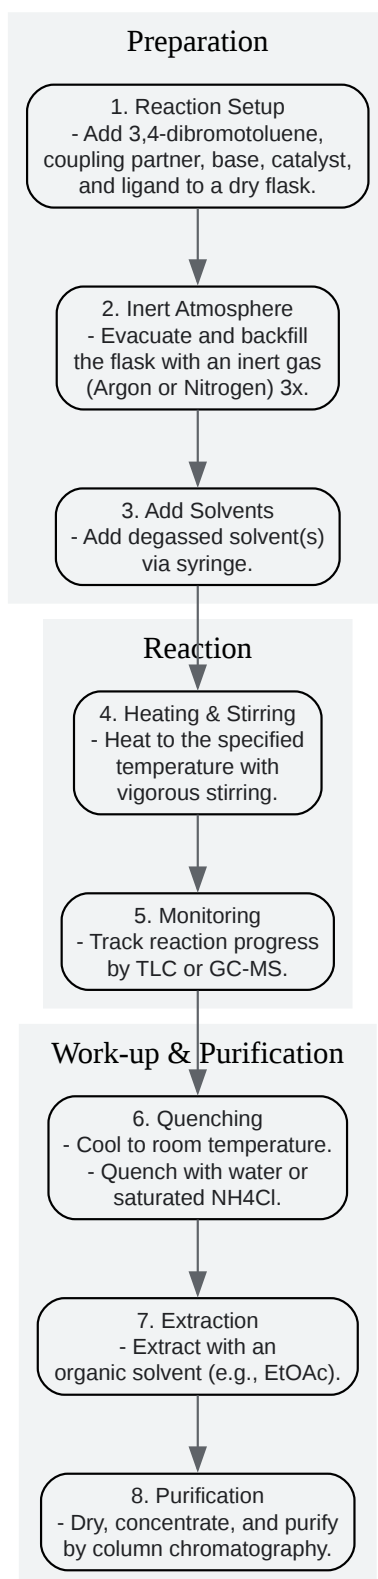 Preparation
1. Reaction Setup
- Add 3,4-dibromotoluene,
coupling partner, base, catalyst,
and ligand to a dry flask.
2. Inert Atmosphere
- Evacuate and backfill
the flask with an inert gas
(Argon or Nitrogen) 3x.
3. Add Solvents
- Add degassed solvent(s)
via syringe.
Reaction
4. Heating & Stirring
- Heat to the specified
temperature with
vigorous stirring.
5. Monitoring
- Track reaction progress
by TLC or GC-MS.
Work-up & Purification
6. Quenching
- Cool to room temperature.
- Quench with water or
saturated NH4Cl.
7. Extraction
- Extract with an
organic solvent (e.g., EtOAc).
8. Purification
- Dry, concentrate, and purify
by column chromatography.